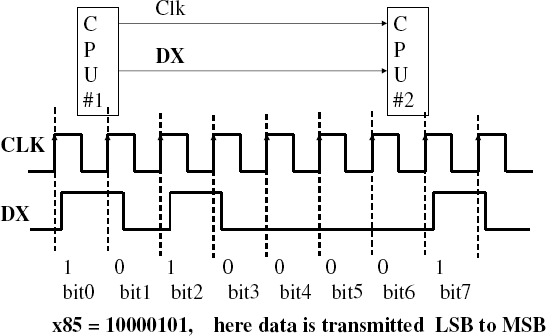 Clk
DX
C
P
U
#1
C
P
U
#2
CLK
DX
1 0 1 0 0 0 0 1
bit0 bit1 bit2 bit3 bit4 bit5 bit6 bit7
x85 = 10000101, here data is transmitted LSB to MSB